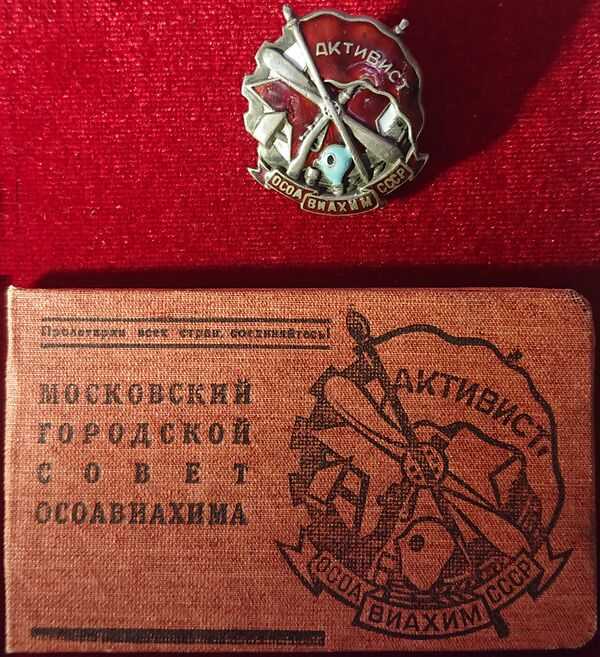 АКТИВИСТ
ОСОА
ВИАХИМ
СССР
Пролетарии всех стран, соединяйтесь!
МОСКОВСКИЙ
ГОРОДСКОЙ
СОВЕТ
ОСОАВИАХИМА
АКТИВИСТ
ОСОА
ВИАХИМ
СССР